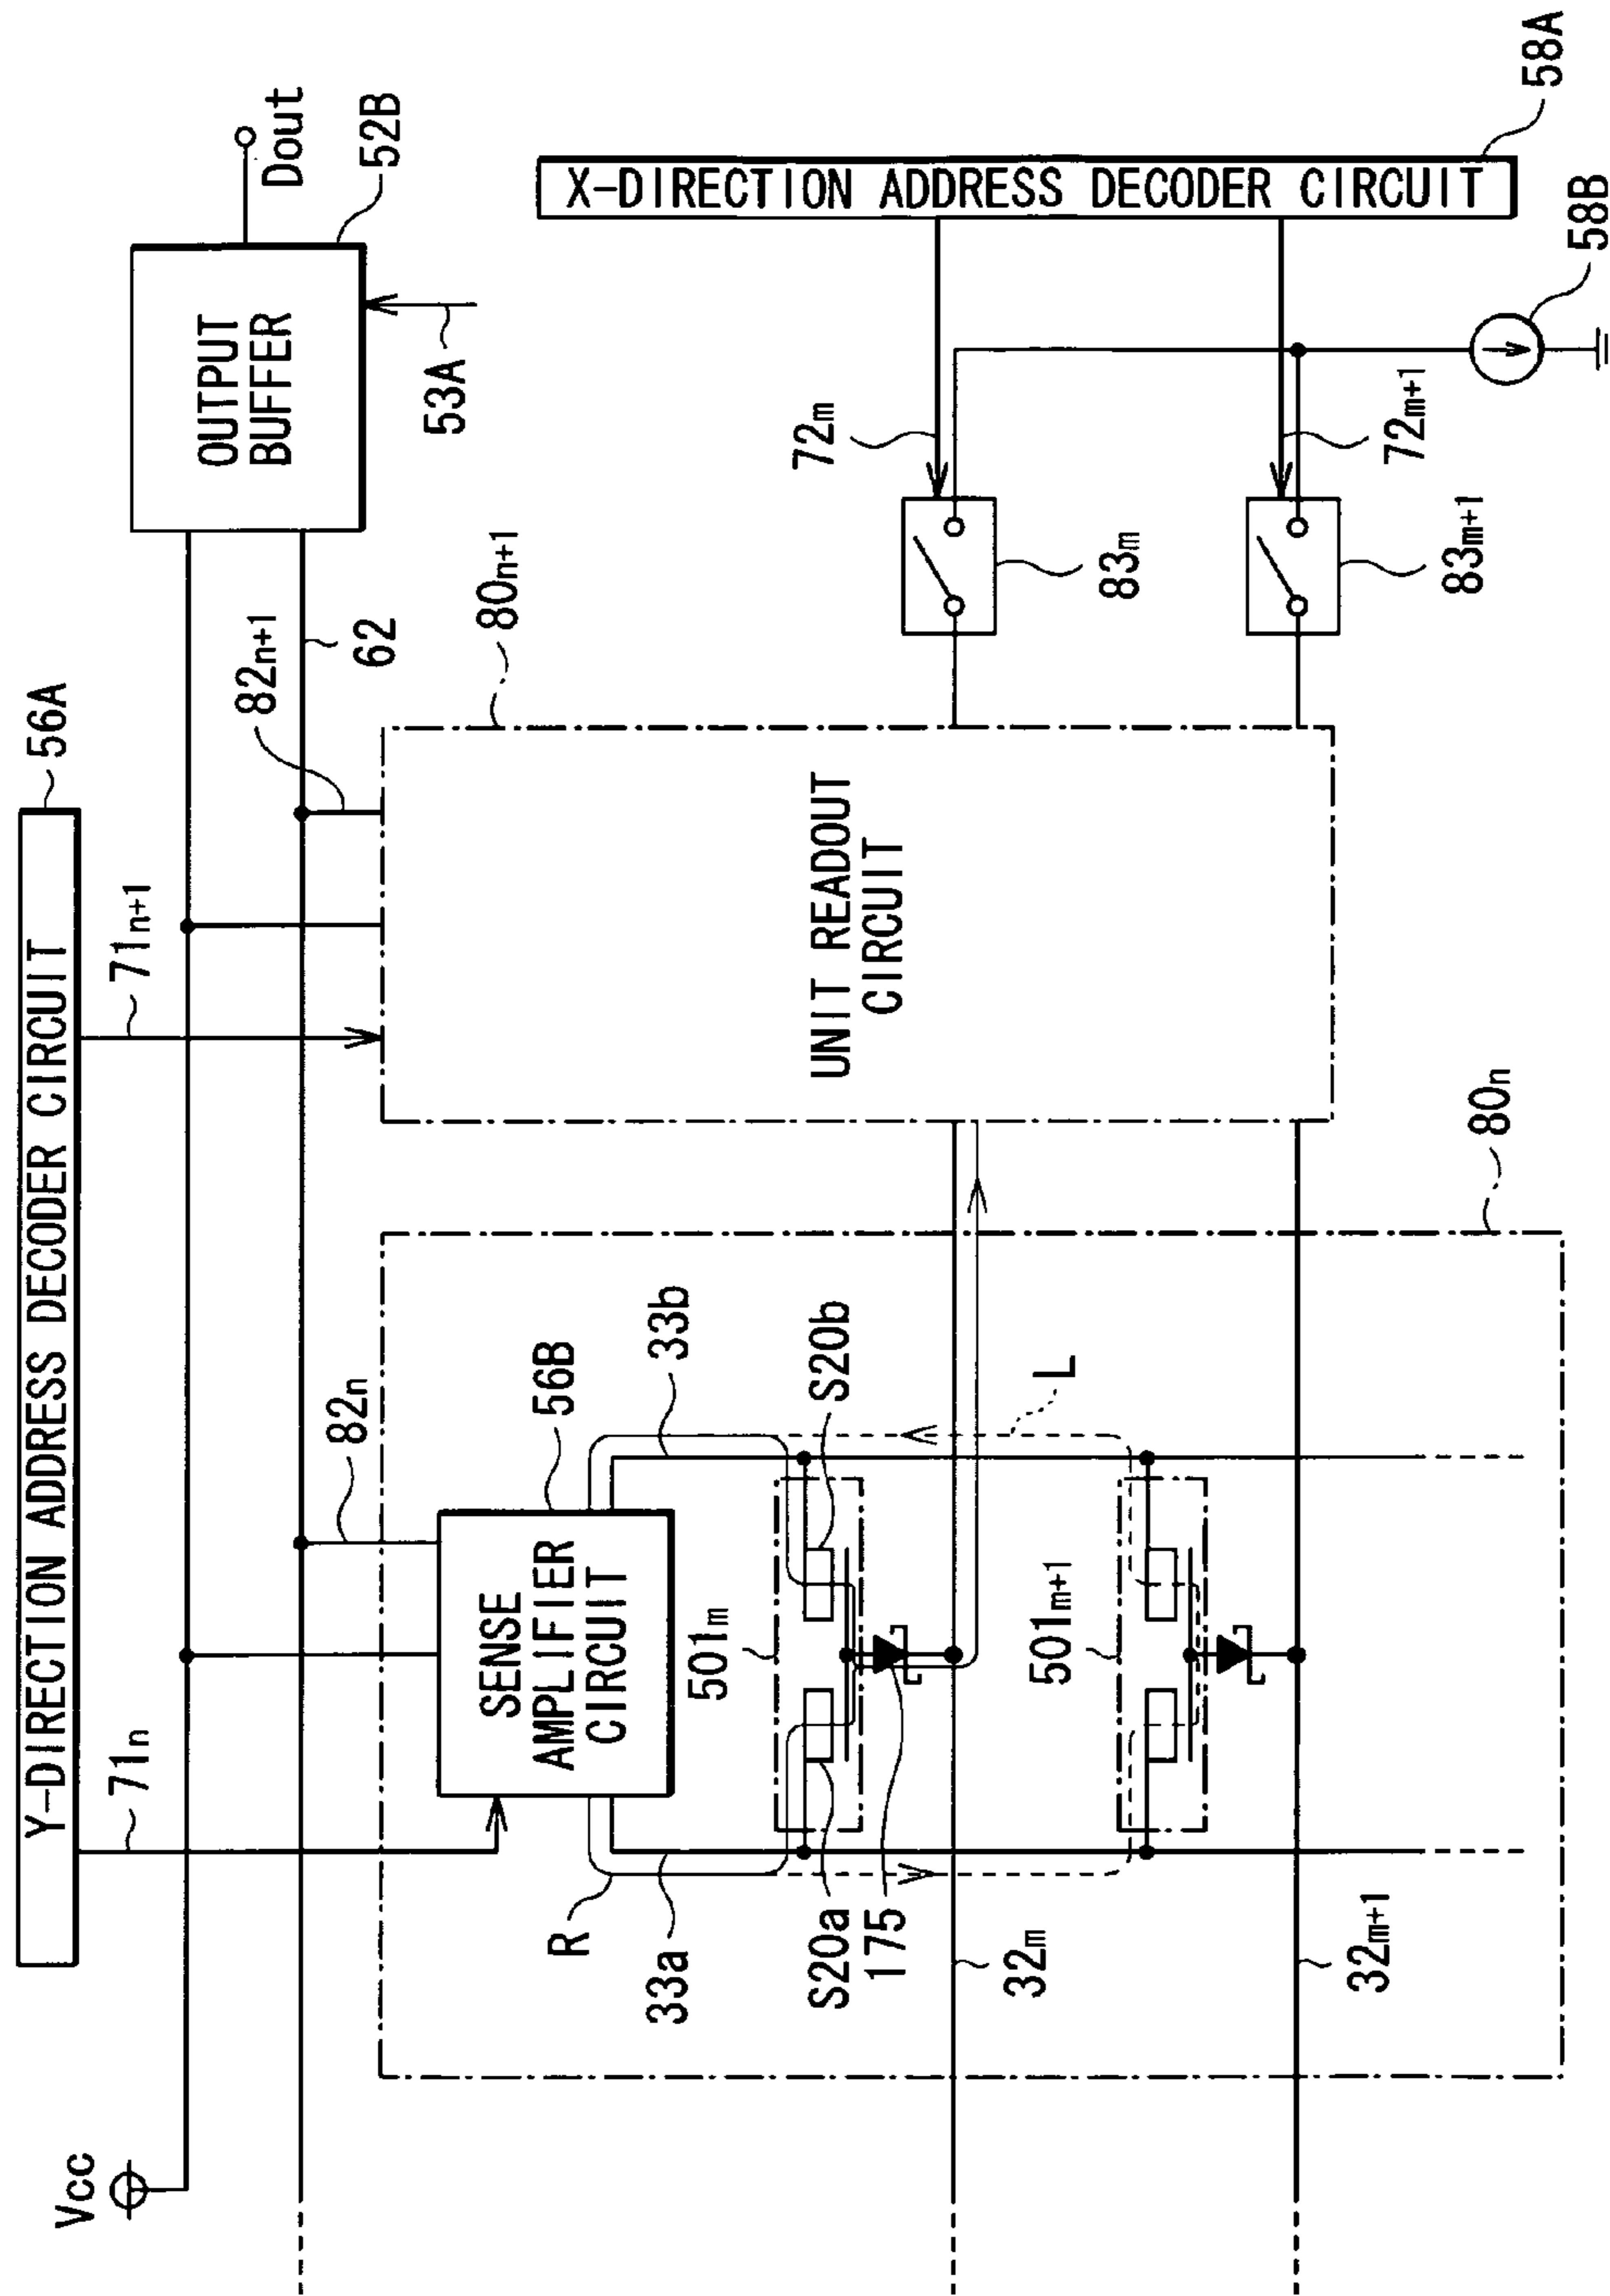 Vcc
Y-DIRECTION ADDRESS DECODER CIRCUIT
56A
71n
82n
71n+1
82n+1
62
OUTPUT
BUFFER
Dout
52B
53A
SENSE
AMPLIFIER
CIRCUIT
56B
R
33a
33b
501m
S20a
S20b
175
L
32m
501m+1
32m+1
80n
UNIT READOUT
CIRCUIT
80n+1
72m
83m
72m+1
83m+1
X-DIRECTION ADDRESS DECODER CIRCUIT
58A
58B